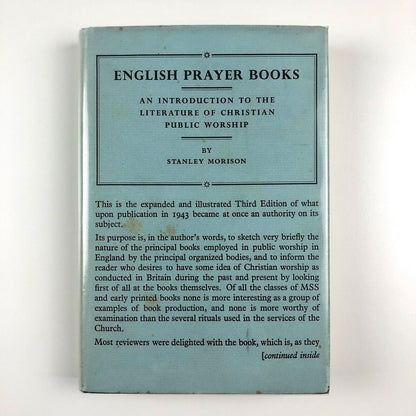 ENGLISH PRAYER BOOKS
AN INTRODUCTION TO THE
LITERATURE OF CHRISTIAN
PUBLIC WORSHIP
BY
STANLEY MORISON
This is the expanded and illustrated Third Edition of what
upon publication in 1943 became at once an authority on its
subject.
Its purpose is, in the author's words, to sketch very briefly the
nature of the principal books employed in public worship in
England by the principal organized bodies, and to inform the
reader who desires to have some idea of Christian worship as
conducted in Britain during the past and present by looking
first of all at the books themselves. Of all the classes of MSS
and early printed books none is more interesting as a group of
examples of book production, and none is more worthy of
examination than the several rituals used in the services of the
Church.
Most reviewers were delighted with the book, which is, as they
[continued inside